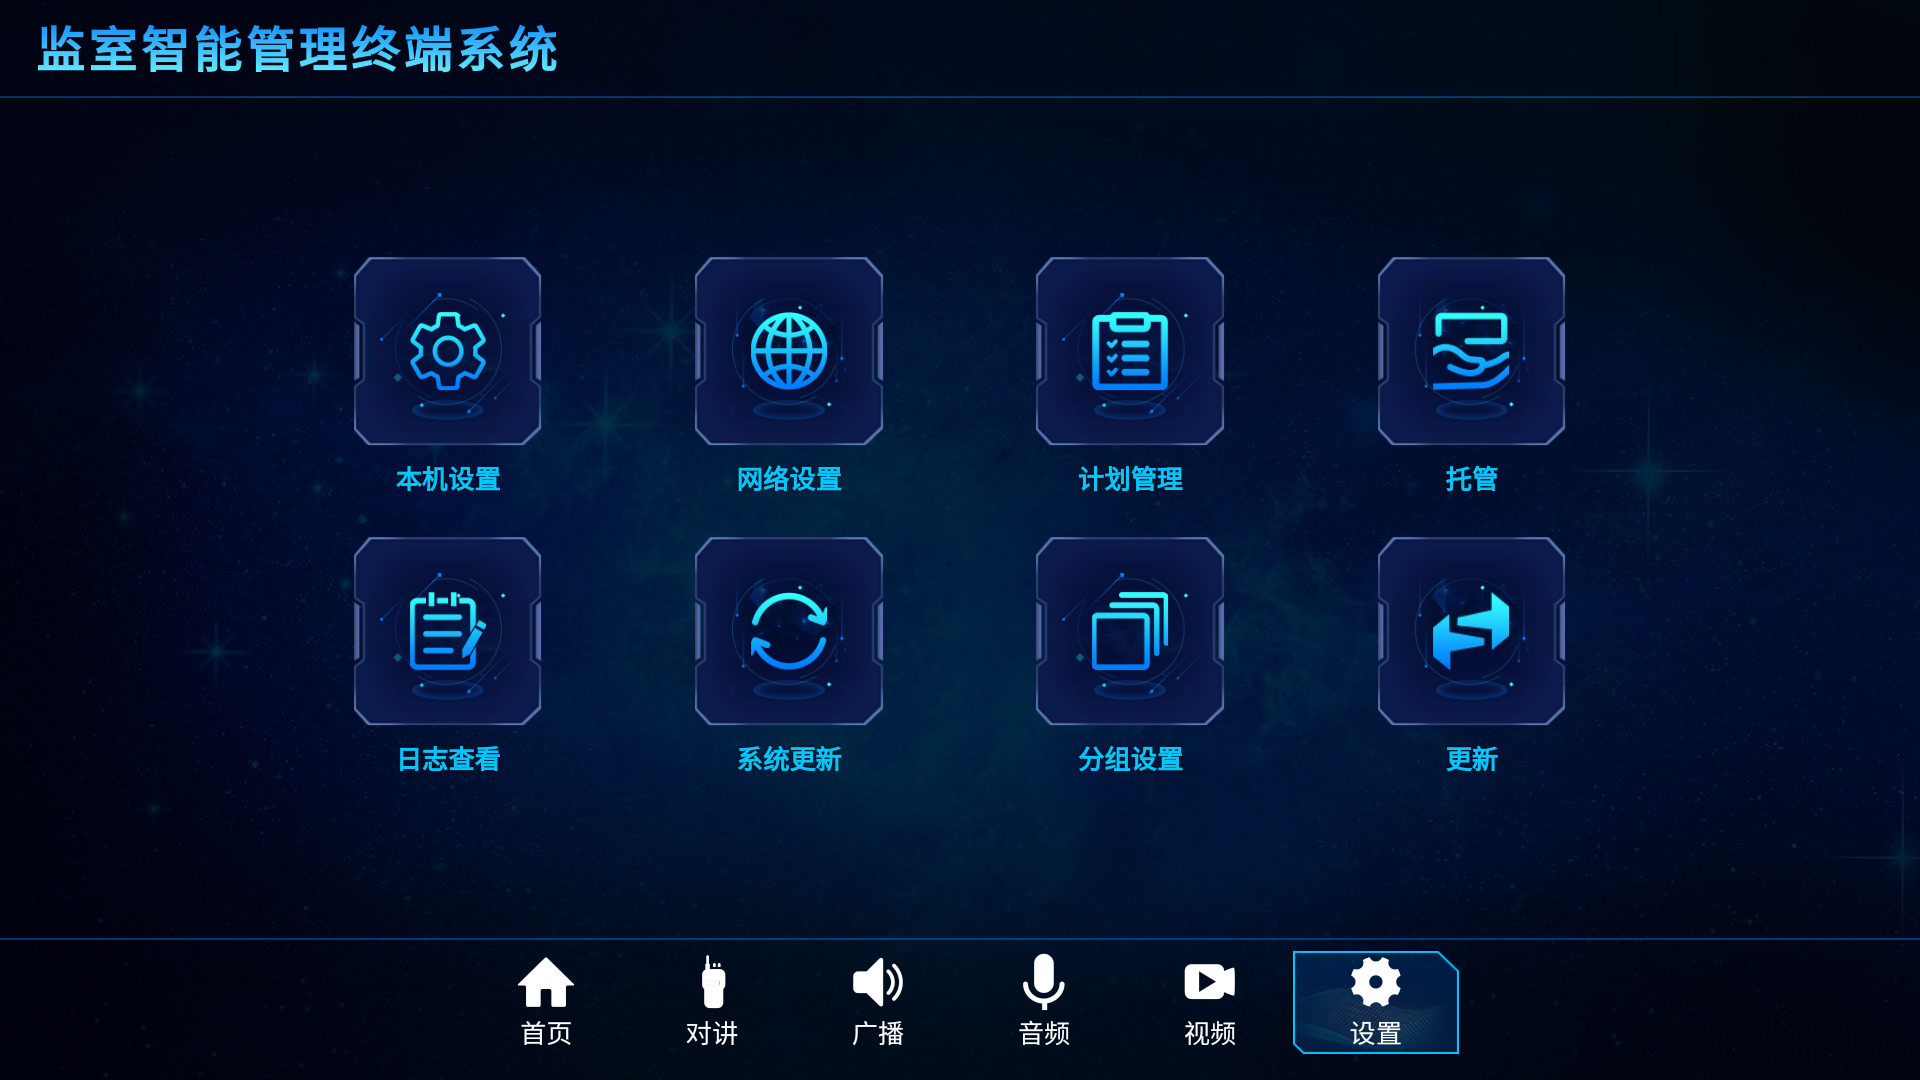 监室智能管理终端系统
本机设置
网络设置
计划管理
托管
日志查看
系统更新
分组设置
更新
首页
对讲
广播
音频
视频
设置